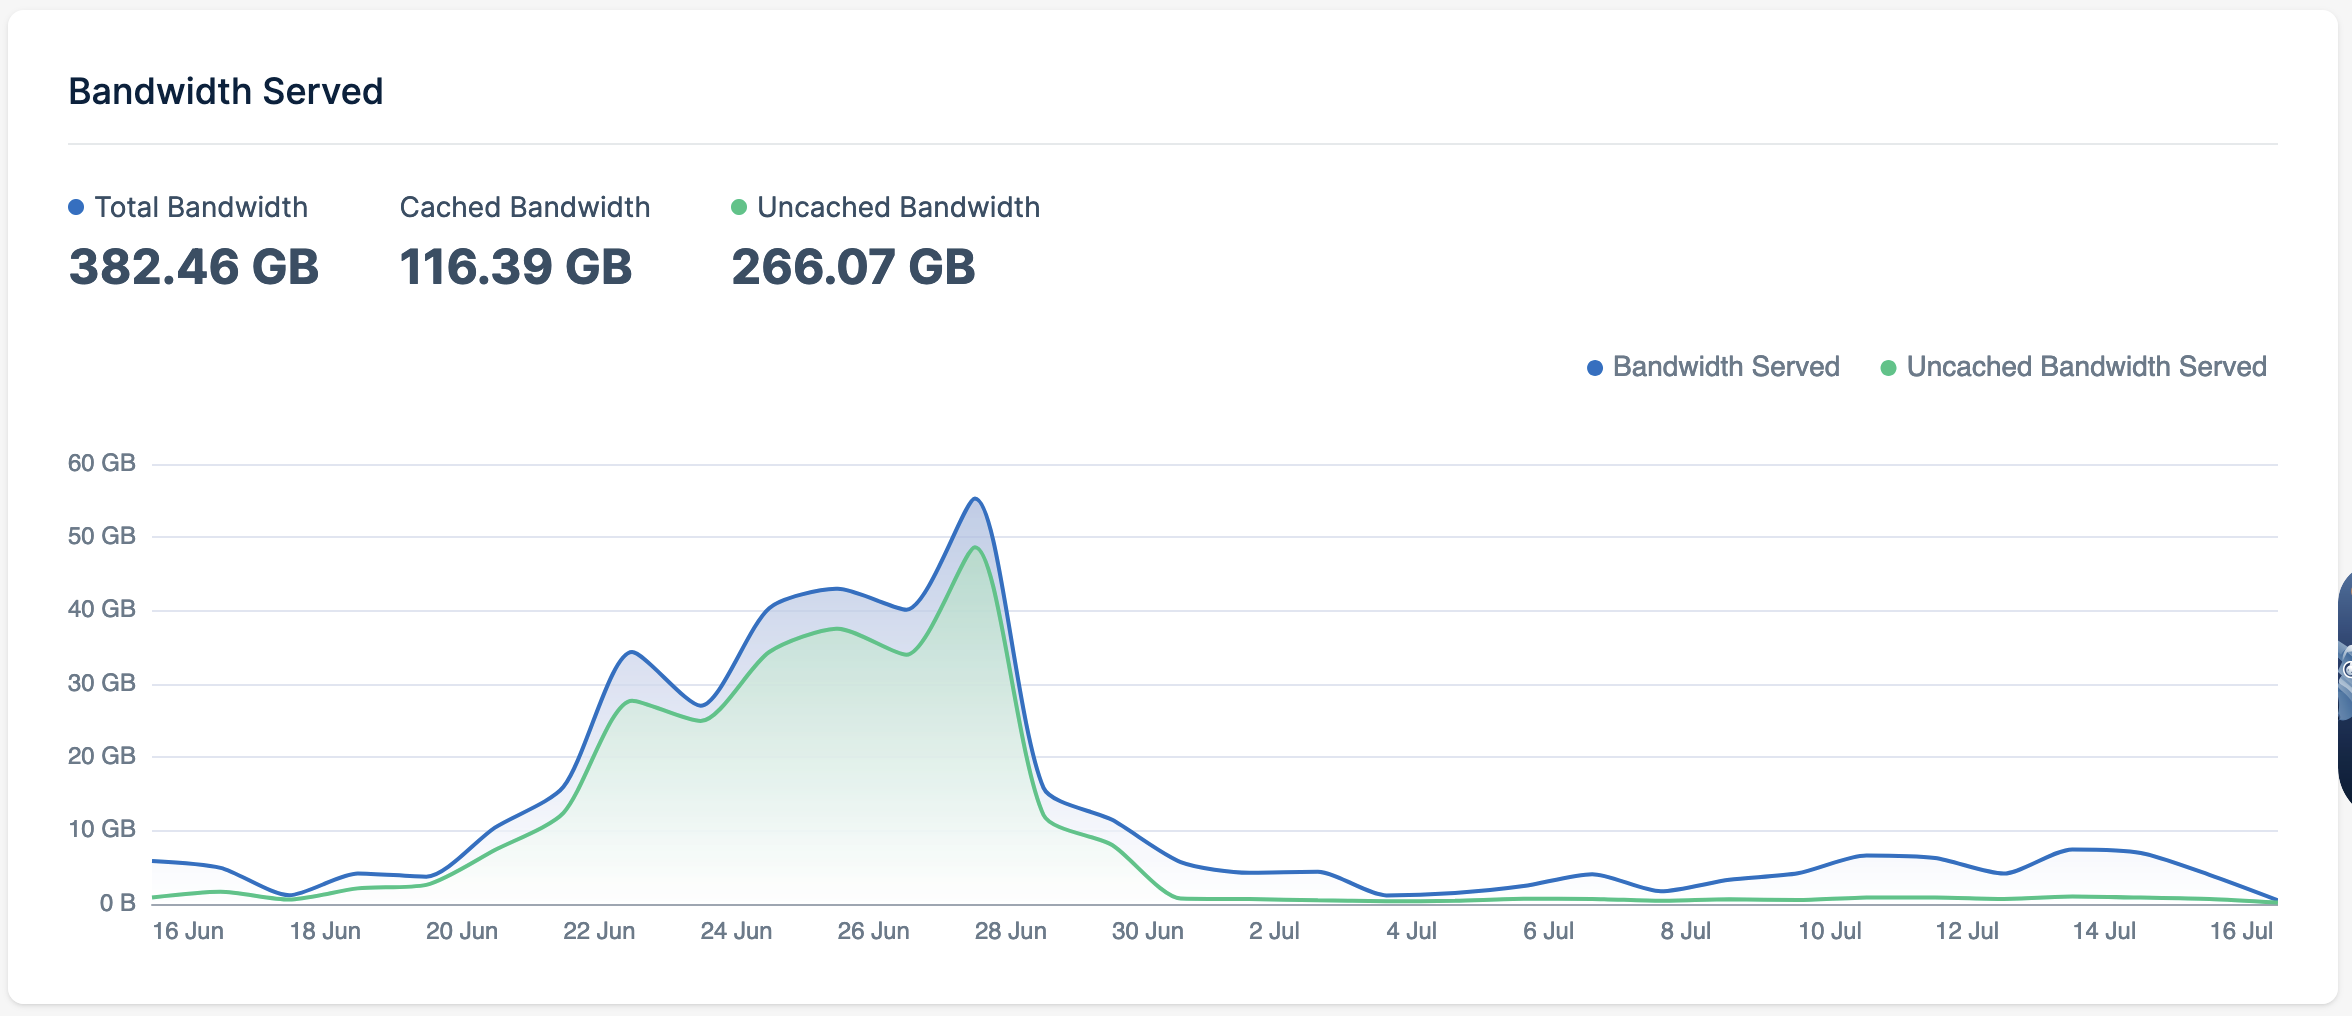 Bandwidth Served
Total Bandwidth Cached Bandwidth Uncached Bandwidth
382.46 GB 116.39 GB 266.07 GB
Bandwidth Served Uncached Bandwidth Served
60 GB
50 GB
40 GB
30 GB
20 GB
10 GB
0 B
16 Jun 18 Jun 20 Jun 22 Jun 24 Jun 26 Jun 28 Jun 30 Jun 2 Jul 4 Jul 6 Jul 8 Jul 10 Jul 12 Jul 14 Jul 16 Jul